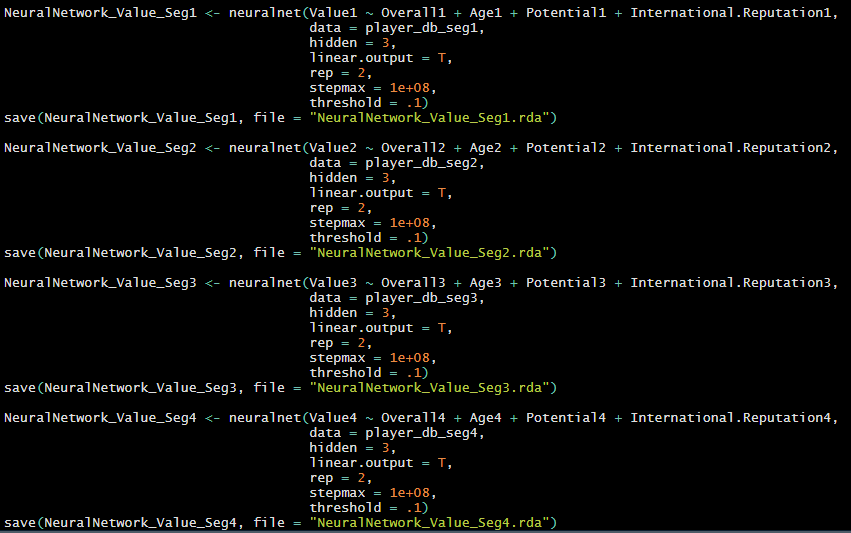 NeuralNetwork_Value_Seg1 <- neuralnet(Value1 ~ Overall1 + Age1 + Potential1 + International.Reputation1,
data = player_db_seg1,
hidden = 3,
linear.output = T,
rep = 2,
stepmax = 1e+08,
threshold = .1)
save(NeuralNetwork_Value_Seg1, file = "NeuralNetwork_Value_Seg1.rda")
NeuralNetwork_Value_Seg2 <- neuralnet(Value2 ~ Overall2 + Age2 + Potential2 + International.Reputation2,
data = player_db_seg2,
hidden = 3,
linear.output = T,
rep = 2,
stepmax = 1e+08,
threshold = .1)
save(NeuralNetwork_Value_Seg2, file = "NeuralNetwork_Value_Seg2.rda")
NeuralNetwork_Value_Seg3 <- neuralnet(Value3 ~ Overall3 + Age3 + Potential3 + International.Reputation3,
data = player_db_seg3,
hidden = 3,
linear.output = T,
rep = 2,
stepmax = 1e+08,
threshold = .1)
save(NeuralNetwork_Value_Seg3, file = "NeuralNetwork_Value_Seg3.rda")
NeuralNetwork_Value_Seg4 <- neuralnet(Value4 ~ Overall4 + Age4 + Potential4 + International.Reputation4,
data = player_db_seg4,
hidden = 3,
linear.output = T,
rep = 2,
stepmax = 1e+08,
threshold = .1)
save(NeuralNetwork_Value_Seg4, file = "NeuralNetwork_Value_Seg4.rda")